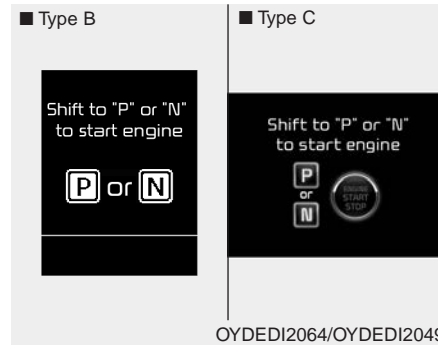 ■ Type B
Shift to "P" or "N"
to start engine
P or N
■ Type C
Shift to "P" or "N"
to start engine
P
or
N
ENGINE
START
STOP
OYDEDI2064/OYDEDI2049